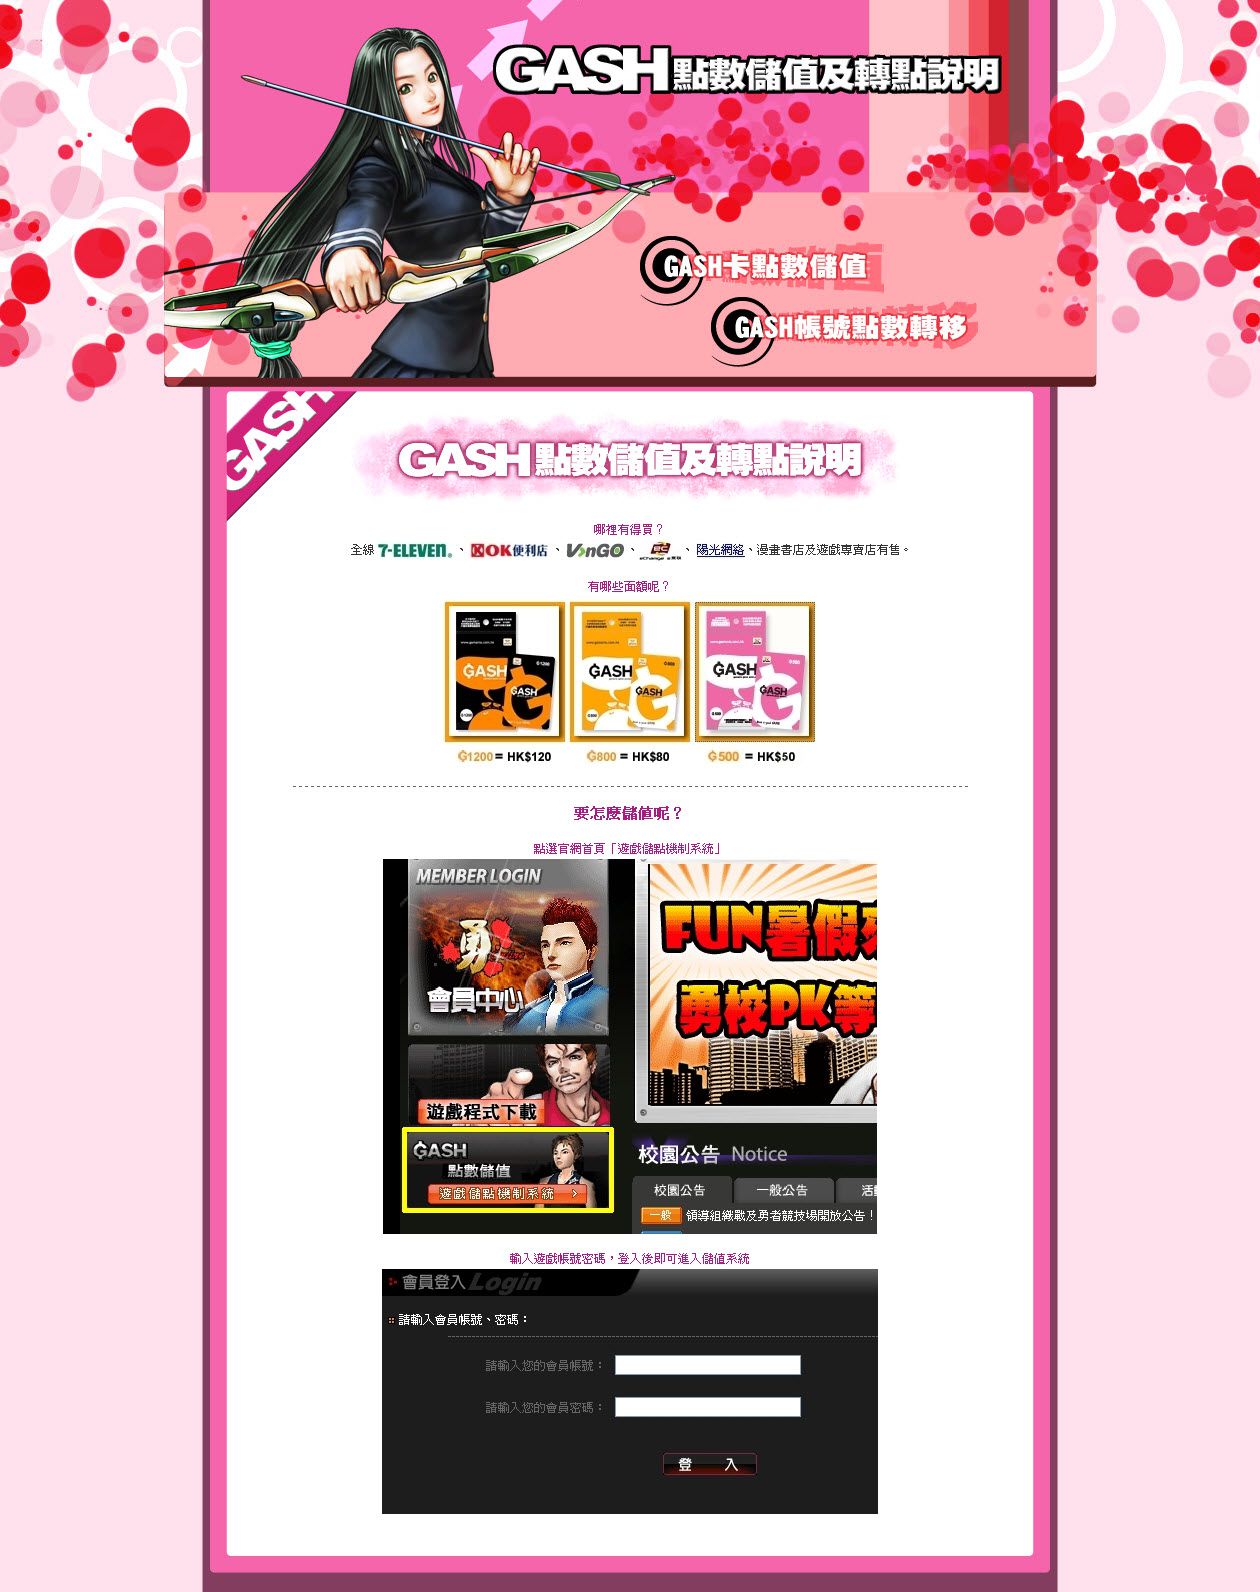 GASH點數儲值及轉點說明
GASH卡點數儲值
GASH帳號點數轉移
GASH
GASH點數儲值及轉點說明
哪裡有得買？
全線 7-ELEVEN、OK便利店、VanGO、、陽光網絡、漫畫書店及遊戲專賣店有售。
有哪些面額呢？
GASH GASH GASH GASH GASH GASH
G1200 = HK$120 G800 = HK$80 G500 = HK$50
要怎麼儲值呢？
點選官網首頁「遊戲儲點機制系統」
MEMBER LOGIN
勇
會員中心
FUN暑假
勇校PK等
遊戲程式下載
GASH
點數儲值
遊戲儲點機制系統
校園公告 Notice
校園公告 一般公告 活
一般 領導組織戰及勇者競技場開放公告！
輸入遊戲帳號密碼，登入後即可進入儲值系統
會員登入 Login
請輸入會員帳號、密碼：
請輸入您的會員帳號：
請輸入您的會員密碼：
登 入